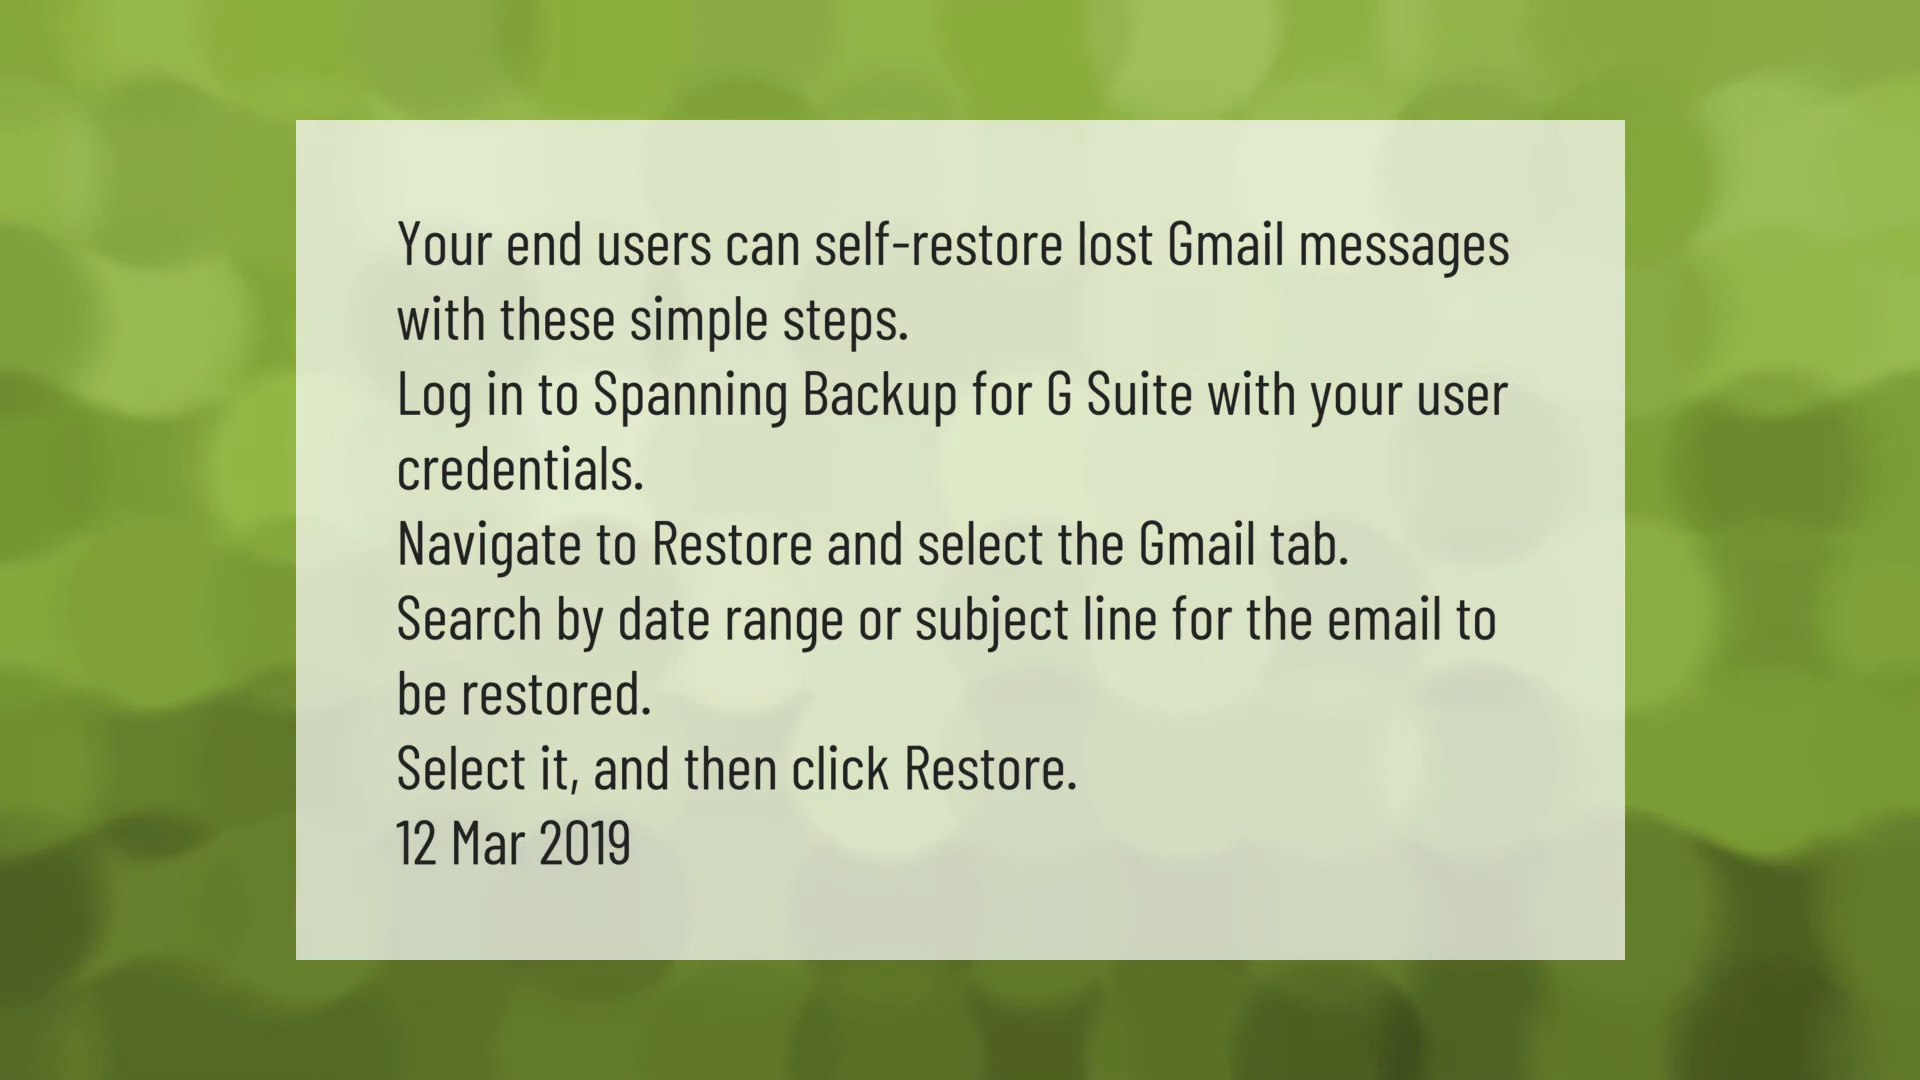 Your end users can self-restore lost Gmail messages
with these simple steps.
Log in to Spanning Backup for G Suite with your user
credentials.
Navigate to Restore and select the Gmail tab.
Search by date range or subject line for the email to
be restored.
Select it, and then click Restore.
12 Mar 2019